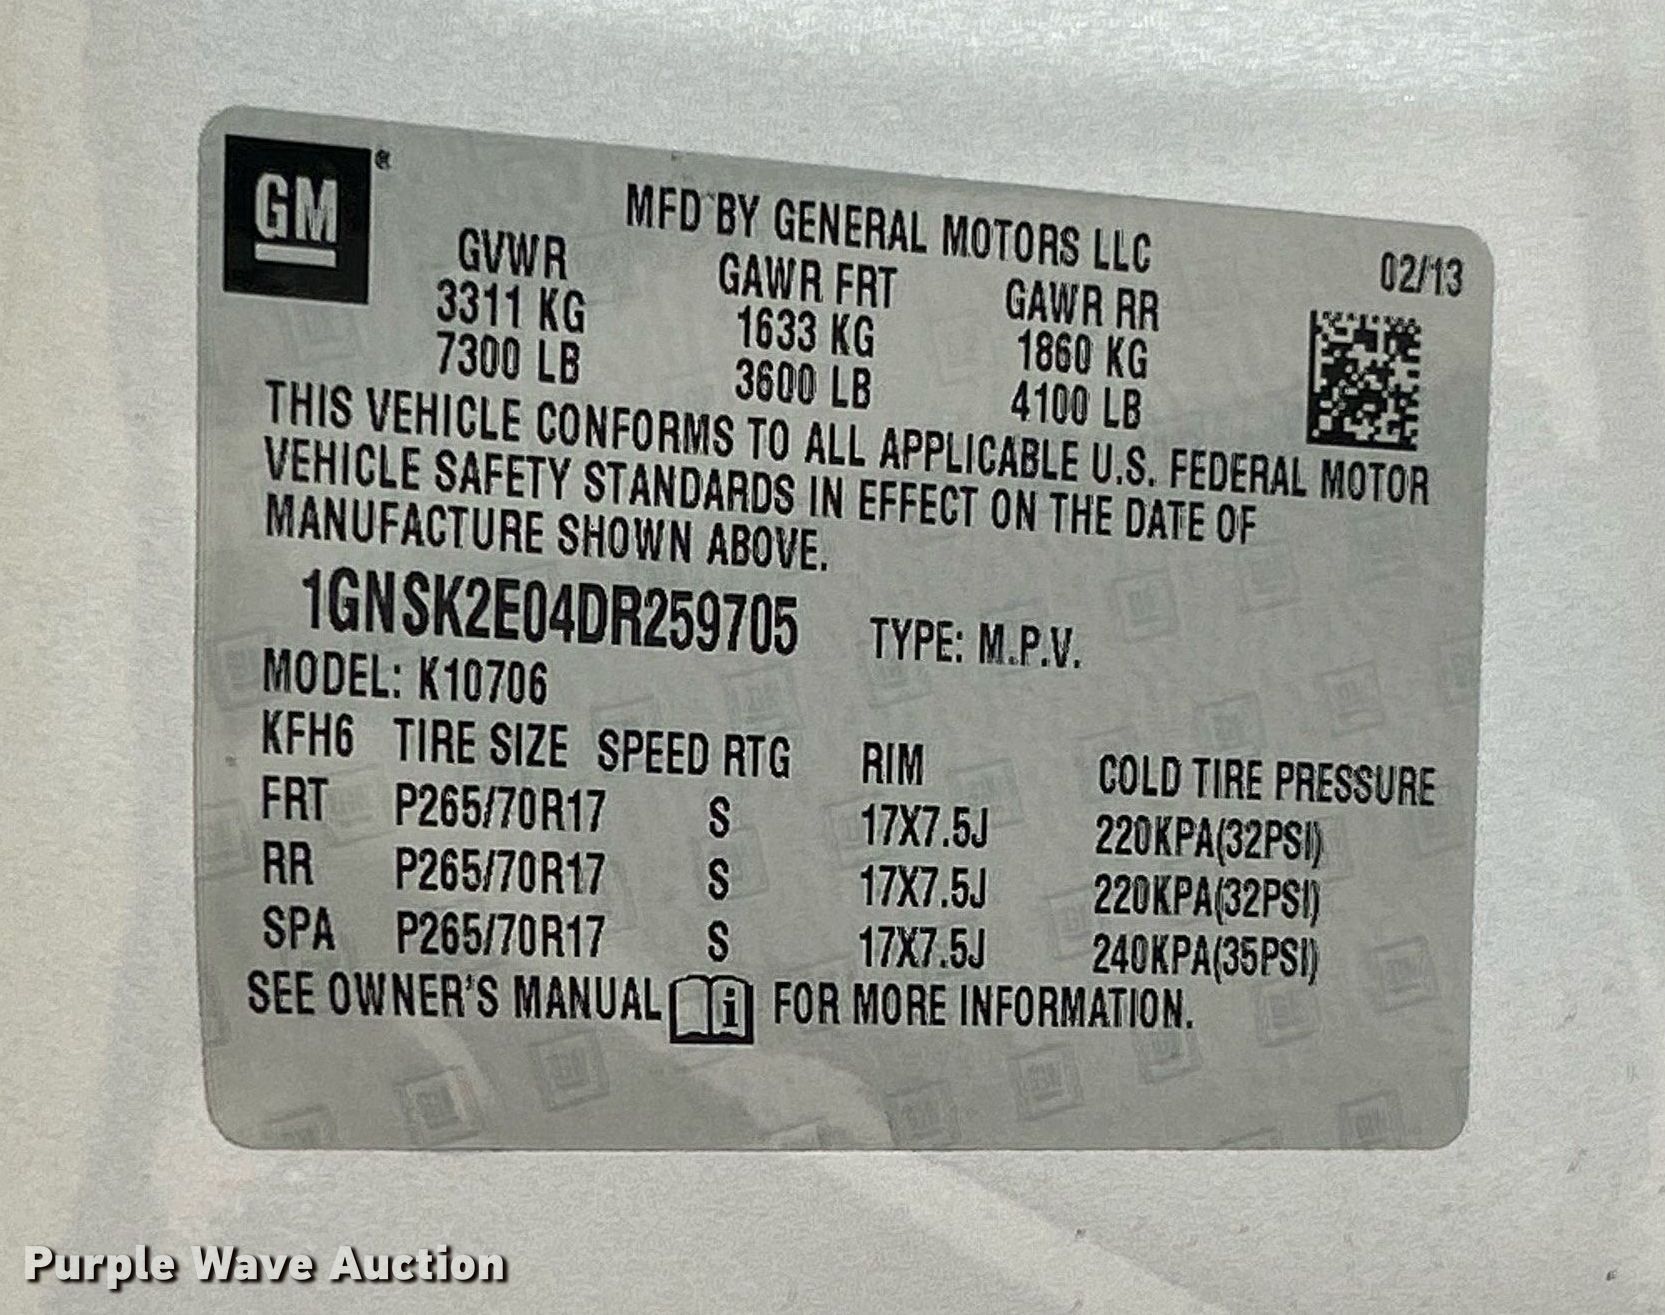 GM®
MFD BY GENERAL MOTORS LLC
02/13
GVWR GAWR FRT GAWR RR
3311 KG 1633 KG 1860 KG
7300 LB 3600 LB 4100 LB
THIS VEHICLE CONFORMS TO ALL APPLICABLE U.S. FEDERAL MOTOR
VEHICLE SAFETY STANDARDS IN EFFECT ON THE DATE OF
MANUFACTURE SHOWN ABOVE.
1GNSK2E04DR259705 TYPE: M.P.V.
MODEL: K10706
KFH6 TIRE SIZE SPEED RTG RIM COLD TIRE PRESSURE
FRT P265/70R17 S 17X7.5J 220KPA(32PSI)
RR P265/70R17 S 17X7.5J 220KPA(32PSI)
SPA P265/70R17 S 17X7.5J 240KPA(35PSI)
SEE OWNER'S MANUAL i FOR MORE INFORMATION.
Purple Wave Auction